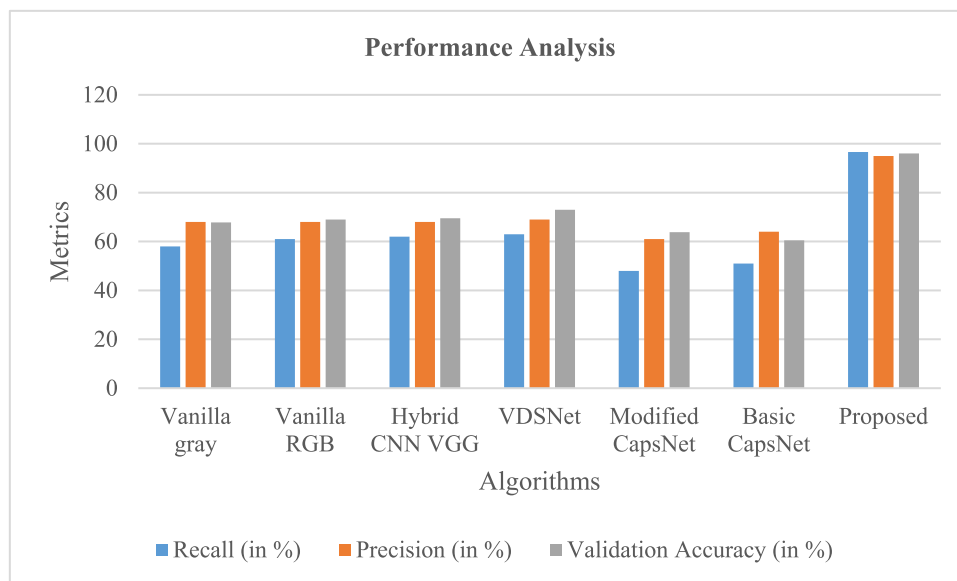 Performance Analysis
120
100
80
60
40
20
0
Metrics
Vanilla gray
Vanilla RGB
Hybrid CNN VGG
VDSNet
Modified CapsNet
Basic CapsNet
Proposed
Algorithms
Recall (in %)
Precision (in %)
Validation Accuracy (in %)